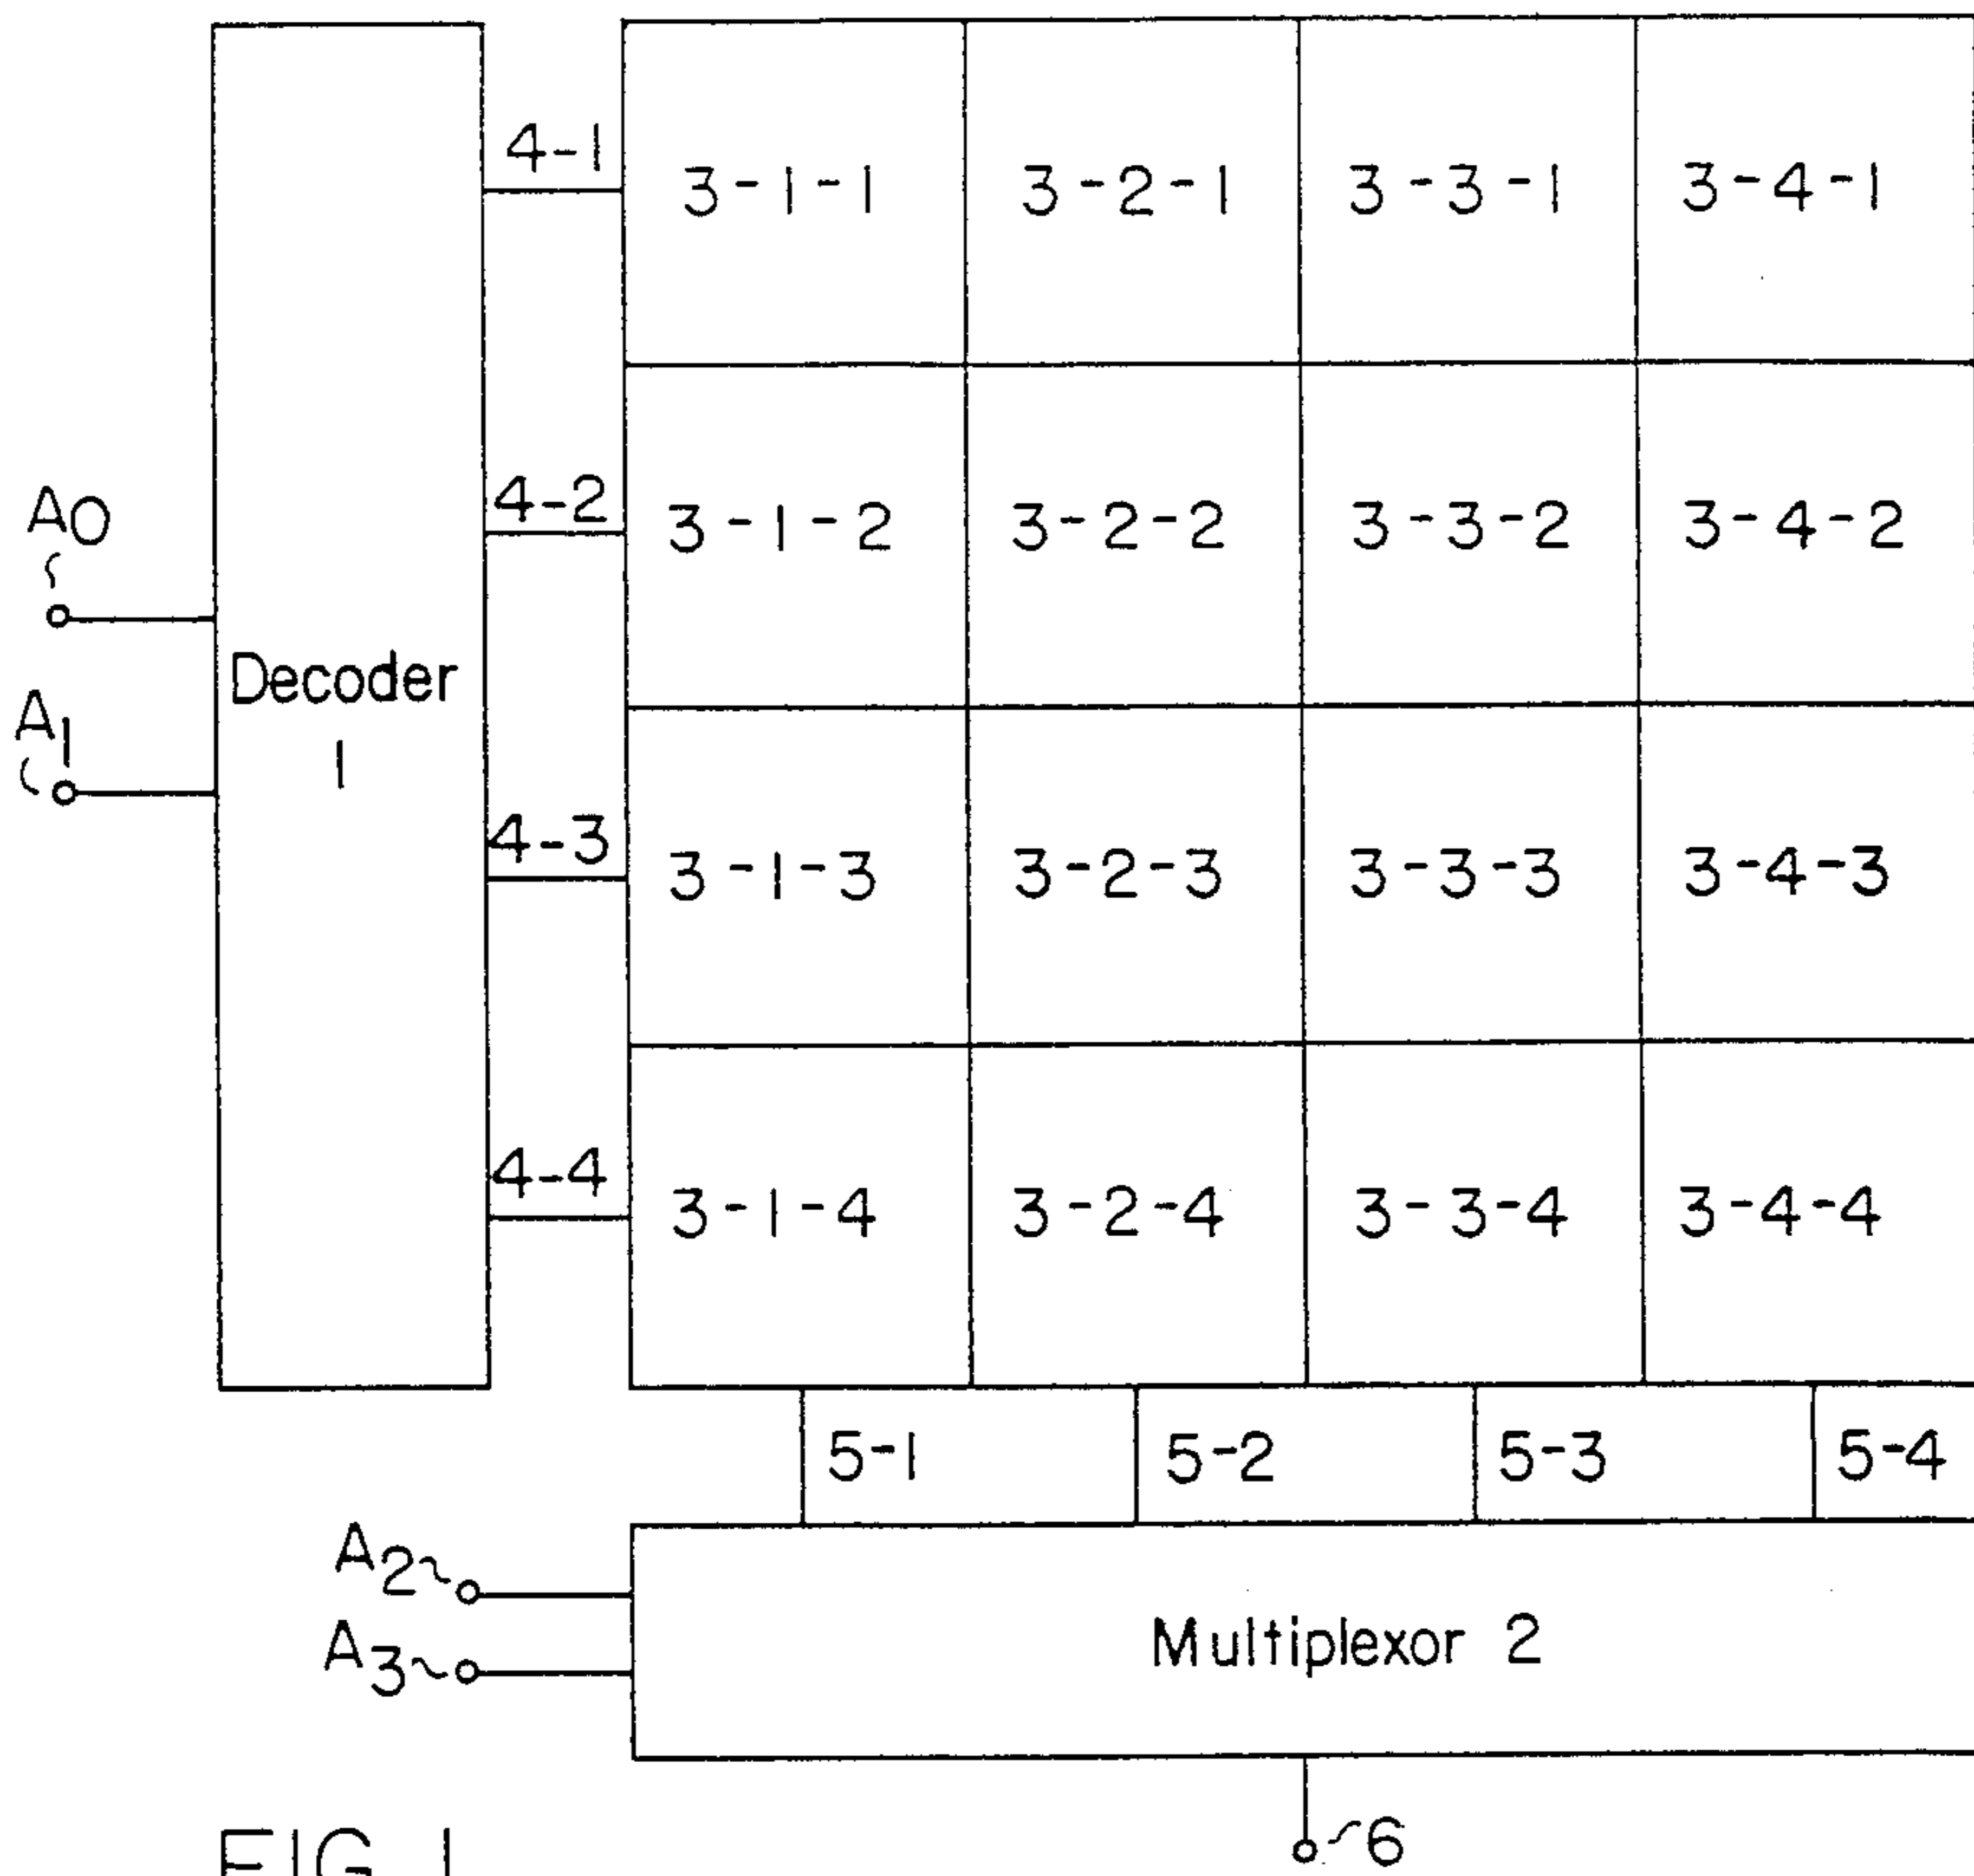 4-1
3-1-1 3-2-1 3-3-1 3-4-1
4-2
3-1-2 3-2-2 3-3-2 3-4-2
A0
Decoder
1
A1
4-3
3-1-3 3-2-3 3-3-3 3-4-3
4-4
3-1-4 3-2-4 3-3-4 3-4-4
5-1 5-2 5-3 5-4
A2
A3
Multiplexor 2
6
FIG. 1